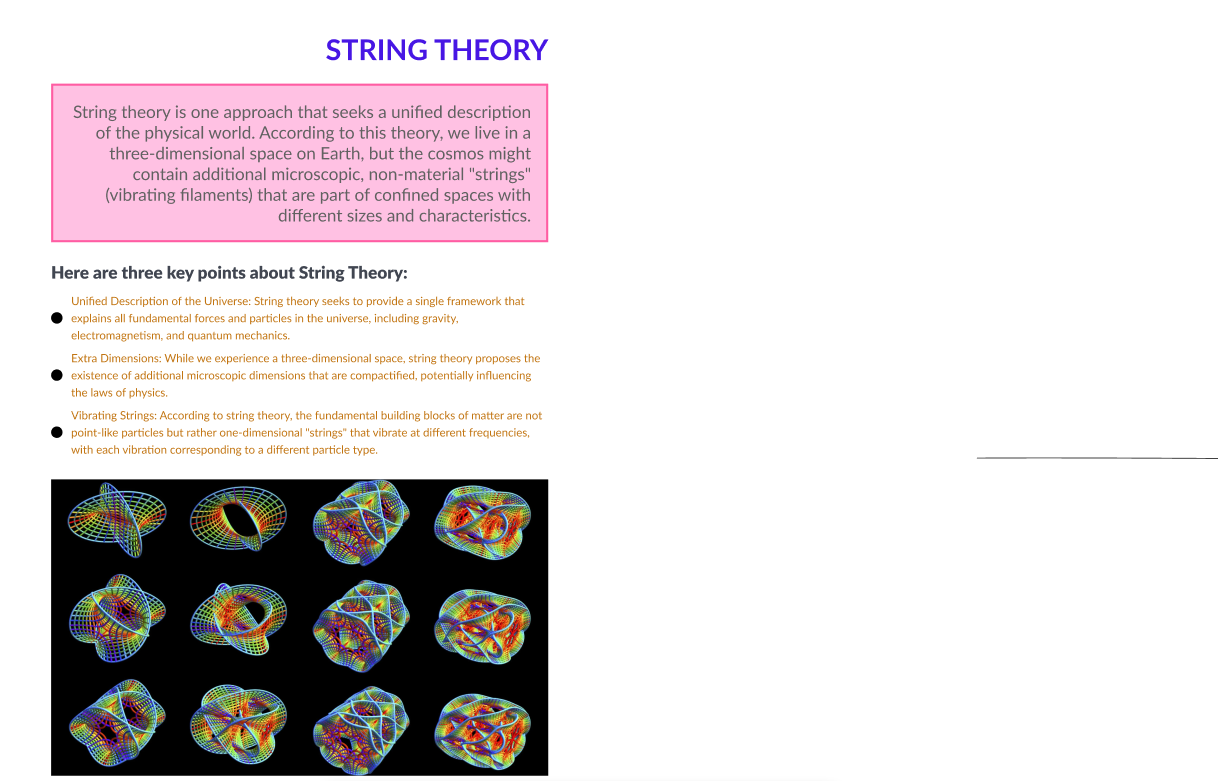 STRING THEORY
String theory is one approach that seeks a unified description
of the physical world. According to this theory, we live in a
three-dimensional space on Earth, but the cosmos might
contain additional microscopic, non-material "strings"
(vibrating filaments) that are part of confined spaces with
different sizes and characteristics.
Here are three key points about String Theory:
Unified Description of the Universe: String theory seeks to provide a single framework that
explains all fundamental forces and particles in the universe, including gravity,
electromagnetism, and quantum mechanics.
Extra Dimensions: While we experience a three-dimensional space, string theory proposes the
existence of additional microscopic dimensions that are compactified, potentially influencing
the laws of physics.
Vibrating Strings: According to string theory, the fundamental building blocks of matter are not
point-like particles but rather one-dimensional "strings" that vibrate at different frequencies,
with each vibration corresponding to a different particle type.